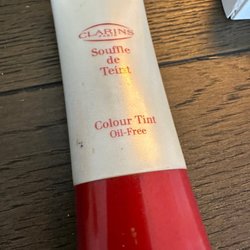 CLARINS
Souffle
de
Teint
Colour Tint
Oil-Free